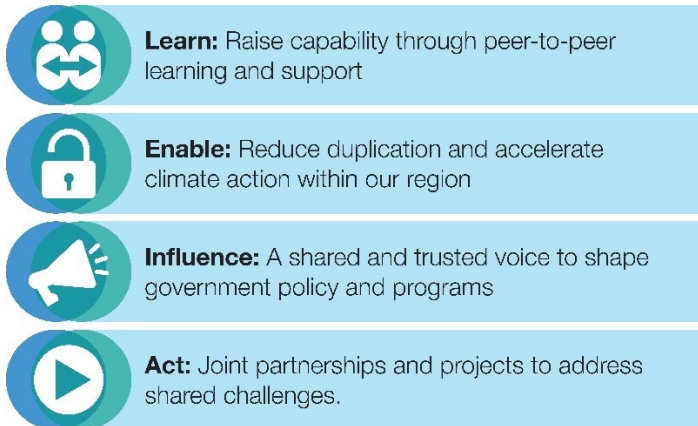 Learn: Raise capability through peer-to-peer
learning and support
Enable: Reduce duplication and accelerate
climate action within our region
Influence: A shared and trusted voice to shape
government policy and programs
Act: Joint partnerships and projects to address
shared challenges.